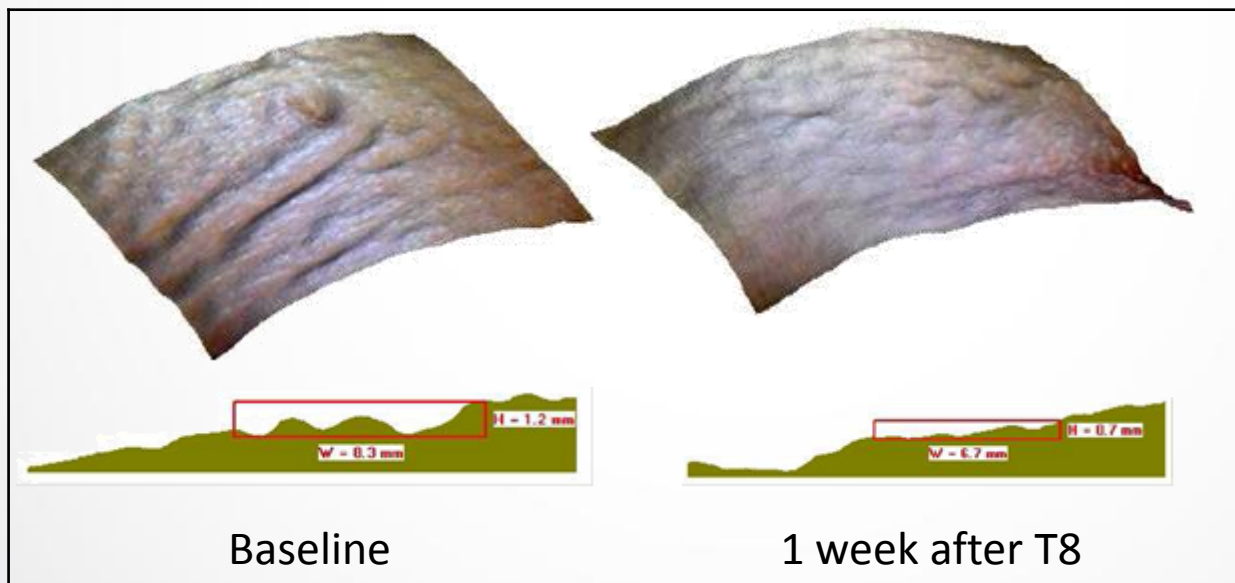 H = 1.2 mm
W = 8.3 mm
H = 0.7 mm
W = 6.7 mm
Baseline
1 week after T8